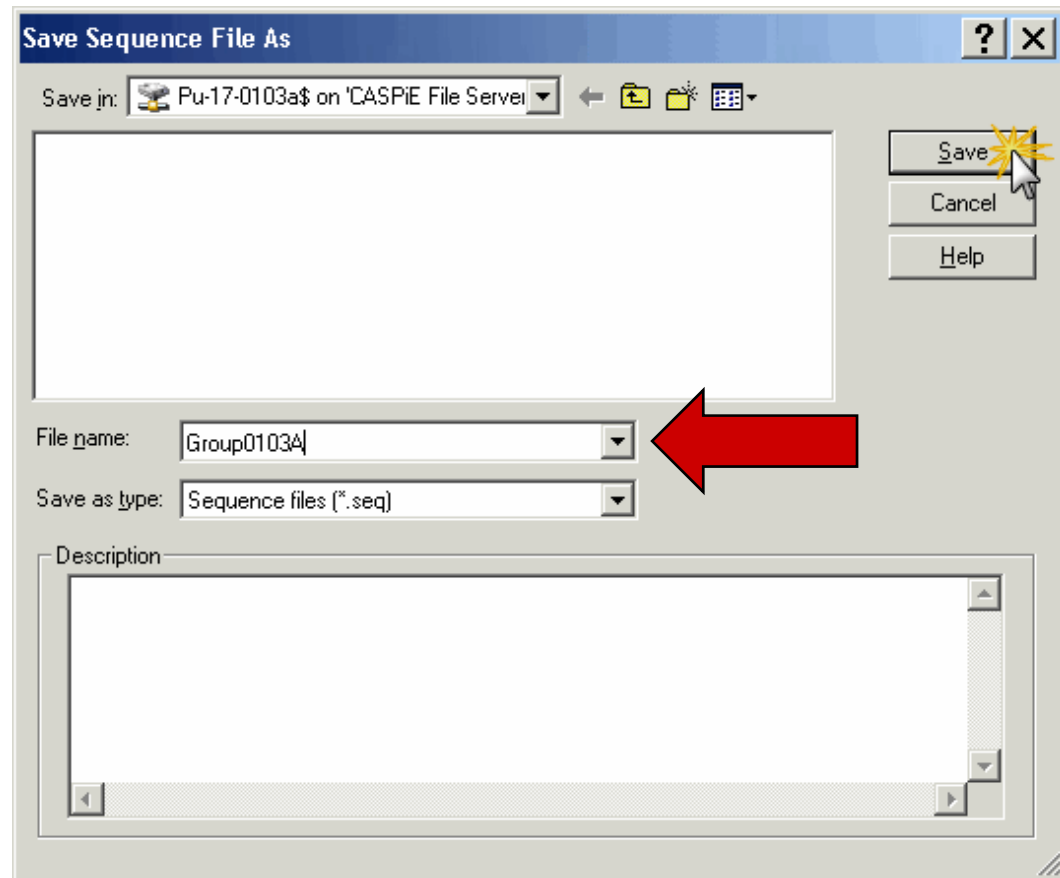 Save Sequence File As
Save in: Pu-17-0103a$ on 'CASPiE File Server
Save
Cancel
Help
File name: Group0103A
Save as type: Sequence files (*.seq)
Description